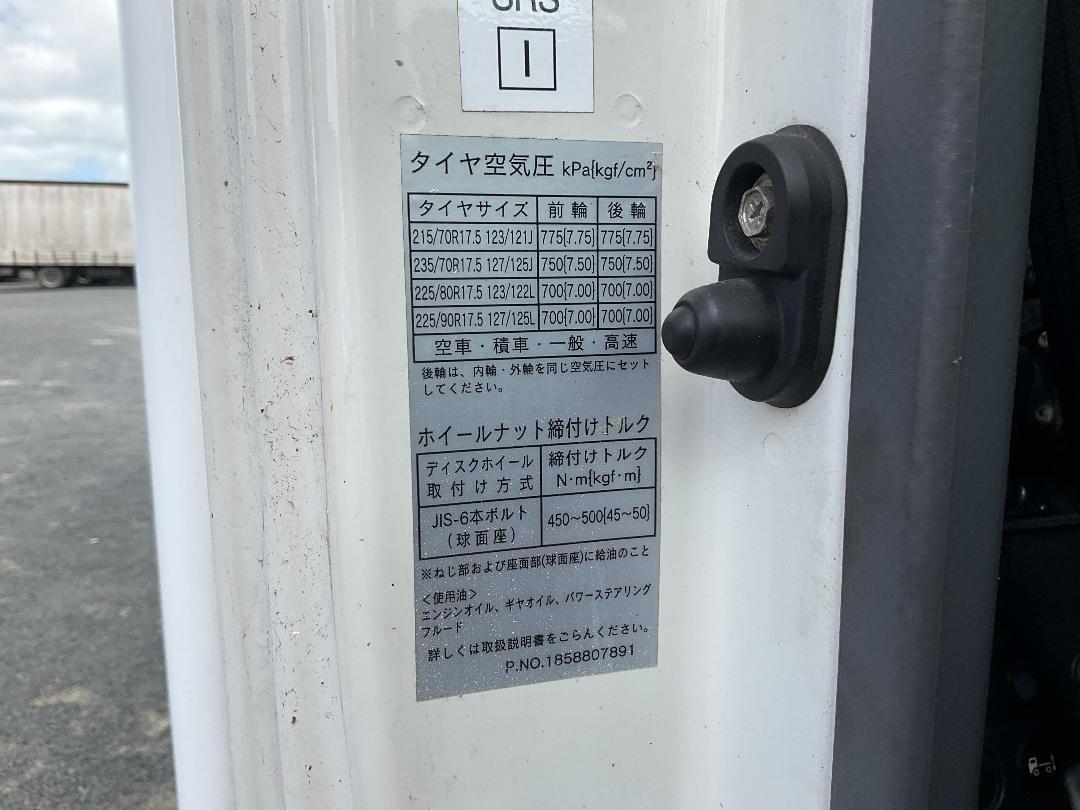 SRS
I
タイヤ空気圧 kPa{kgf/cm²}
タイヤサイズ 前輪 後輪
215/70R17.5 123/121J 775{7.75} 775{7.75}
235/70R17.5 127/125J 750{7.50} 750{7.50}
225/80R17.5 123/122L 700{7.00} 700{7.00}
225/90R17.5 127/125L 700{7.00} 700{7.00}
空車・積車・一般・高速
後輪は、内輪・外輪を同じ空気圧にセット
してください。
ホイールナット締付けトルク
ディスクホイール 締付けトルク
取付け方式 N·m{kgf·m}
JIS-6本ボルト 450～500{45～50}
(球面座)
※ねじ部および座面部(球面座)に給油のこと
＜使用油＞
エンジンオイル、ギヤオイル、パワーステアリング
フルード
詳しくは取扱説明書をごらんください。
P.NO.1858807891